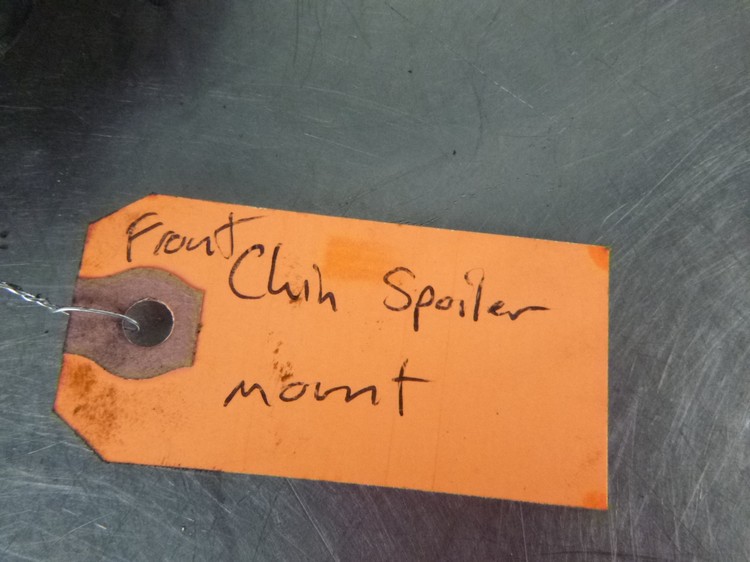 Front
Chin Spoiler
mount